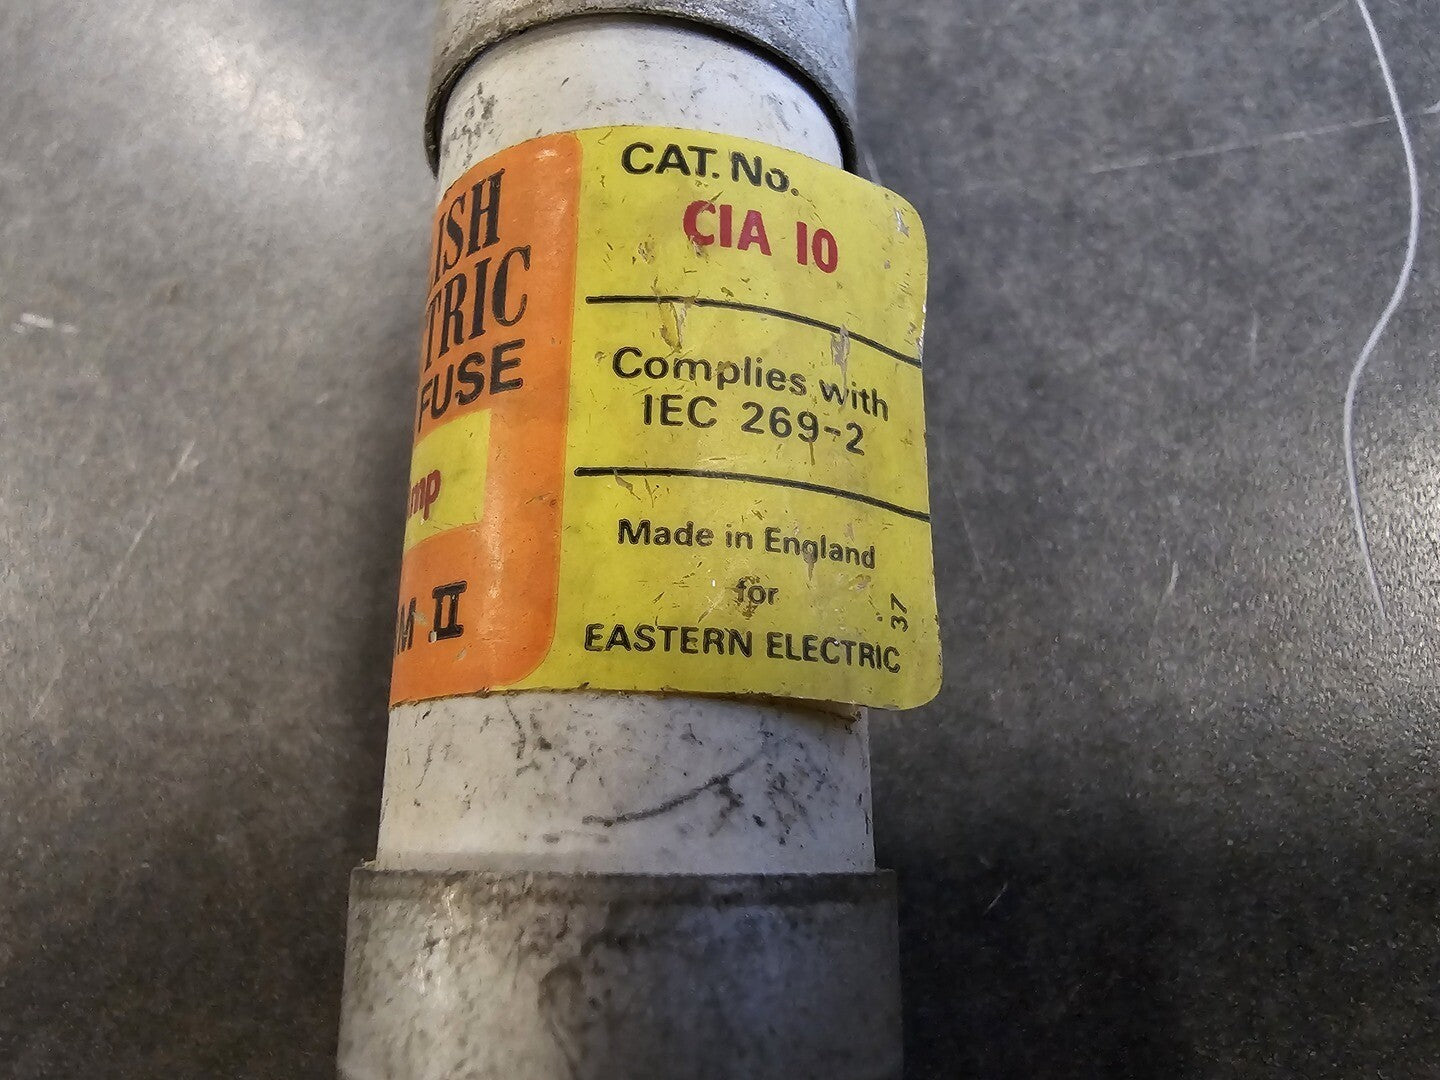 ISH
TRIC
FUSE
mp
M II
CAT. No.
CIA 10
Complies with
IEC 269-2
Made in England
for
EASTERN ELECTRIC
37